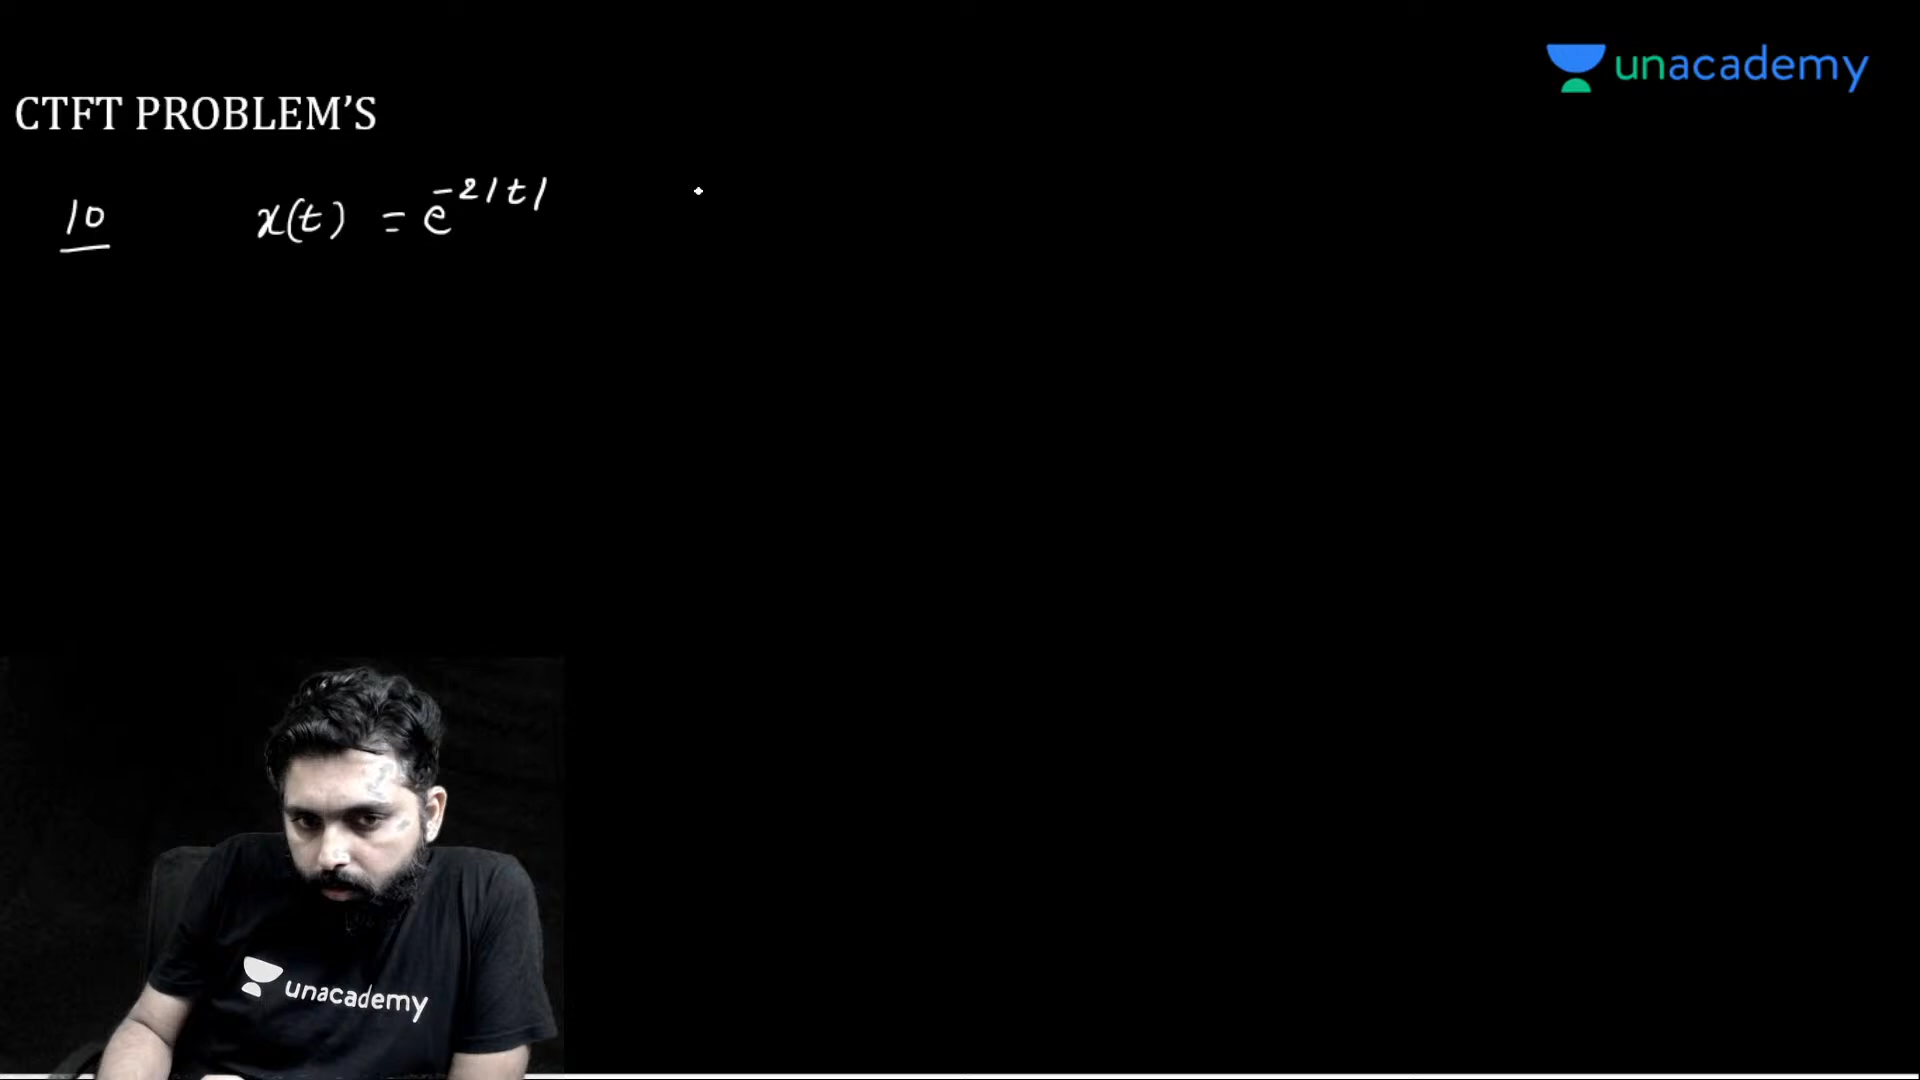 unacademy
CTFT PROBLEM’S
10 x(t) = e^{-2|t|}
unacademy